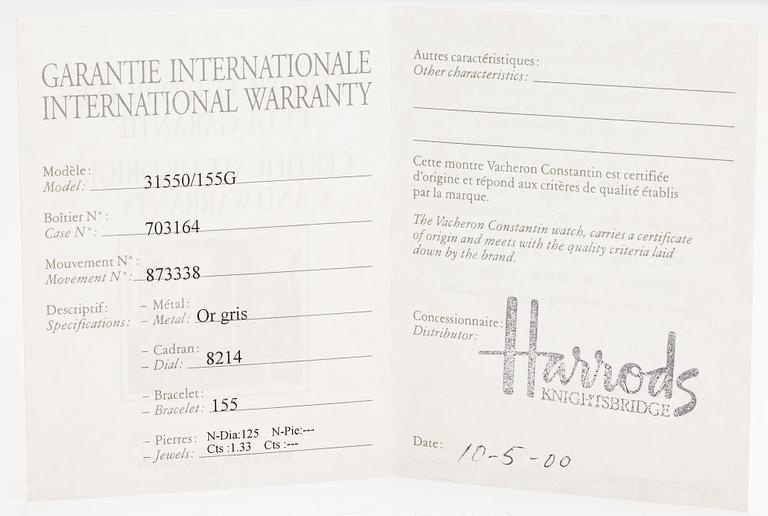 GARANTIE INTERNATIONALE
INTERNATIONAL WARRANTY
Modèle:
Model: 31550/155G
Boîtier N°:
Case N°: 703164
Mouvement N°:
Movement N°: 873338
Descriptif: – Métal:
Specifications: – Metal: Or gris
– Cadran:
– Dial: 8214
– Bracelet:
– Bracelet: 155
– Pierres: N-Dia:125 N-Pie:---
– Jewels: Cts :1.33 Cts :---
Autres caractéristiques:
Other characteristics:
Cette montre Vacheron Constantin est certifiée
d'origine et répond aux critères de qualité établis
par la marque.
The Vacheron Constantin watch, carries a certificate
of origin and meets with the quality criteria laid
down by the brand.
Concessionnaire:
Distributor:
Harrods
KNIGHTSBRIDGE
Date: 10-5-00